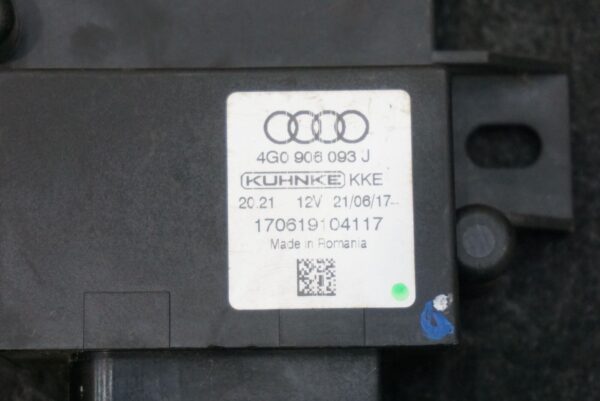 4G0 906 093 J
KUHNKE KKE
20.21 12V 21/06/17
170619104117
Made in Romania